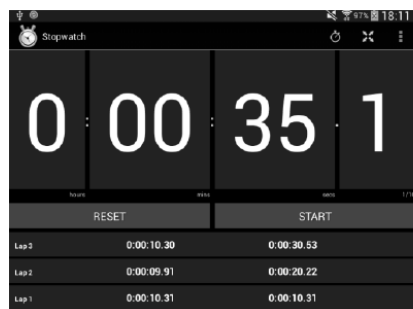 97% 18:11
Stopwatch
0 : 00 : 35 . 1
hours mins secs 1/10
RESET START
Lap 3 0:00:10.30 0:00:30.53
Lap 2 0:00:09.91 0:00:20.22
Lap 1 0:00:10.31 0:00:10.31